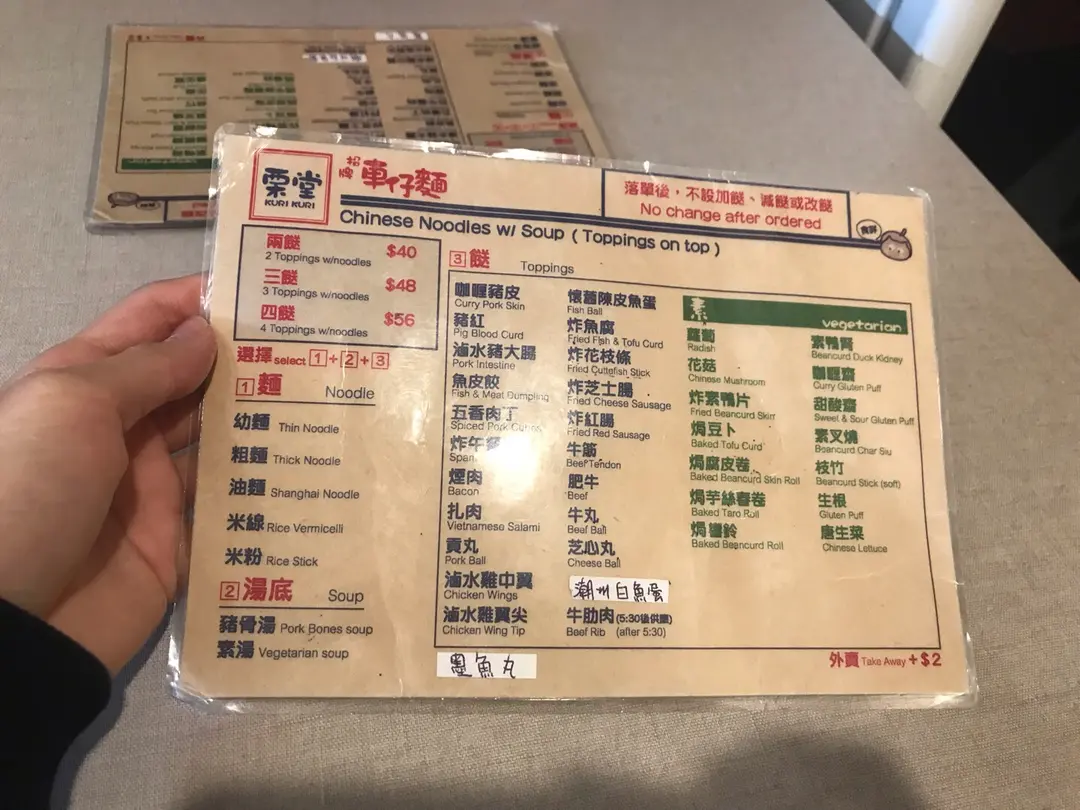 栗堂
KURI KURI
招牌 車仔麵
Chinese Noodles w/ Soup ( Toppings on top )
落單後，不設加餸、減餸或改餸
No change after ordered
兩餸 $40
2 Toppings w/noodles
三餸 $48
3 Toppings w/noodles
四餸 $56
4 Toppings w/noodles
選擇 select 1+2+3
1 麵 Noodle
幼麵 Thin Noodle
粗麵 Thick Noodle
油麵 Shanghai Noodle
米線 Rice Vermicelli
米粉 Rice Stick
2 湯底 Soup
豬骨湯 Pork Bones soup
素湯 Vegetarian soup
3 餸 Toppings
咖喱豬皮
Curry Pork Skin
豬紅
Pig Blood Curd
滷水豬大腸
Pork Intestine
魚皮餃
Fish & Meat Dumpling
五香肉丁
Spiced Pork Cubes
炸午餐
Spam
煙肉
Bacon
扎肉
Vietnamese Salami
貢丸
Pork Ball
滷水雞中翼
Chicken Wings
滷水雞翼尖
Chicken Wing Tip
墨魚丸
懷舊陳皮魚蛋
Fish Ball
炸魚腐
Fried Fish & Tofu Curd
炸花枝條
Fried Cuttlefish Stick
炸芝士腸
Fried Cheese Sausage
炸紅腸
Fried Red Sausage
牛筋
Beef Tendon
肥牛
Beef
牛丸
Beef Ball
芝心丸
Cheese Ball
潮州白魚蛋
牛肋肉 (5:30後供應)
Beef Rib (after 5:30)
素 vegetarian
蘿蔔
Radish
花菇
Chinese Mushroom
炸素鴨片
Fried Beancurd Skin
焗豆卜
Baked Tofu Curd
焗腐皮卷
Baked Beancurd Skin Roll
焗芋絲春卷
Baked Taro Roll
焗響鈴
Baked Beancurd Roll
素鴨腎
Beancurd Duck Kidney
咖喱齋
Curry Gluten Puff
甜酸齋
Sweet & Sour Gluten Puff
素叉燒
Beancurd Char Siu
枝竹
Beancurd Stick (soft)
生根
Gluten Puff
唐生菜
Chinese Lettuce
外賣 Take Away + $2